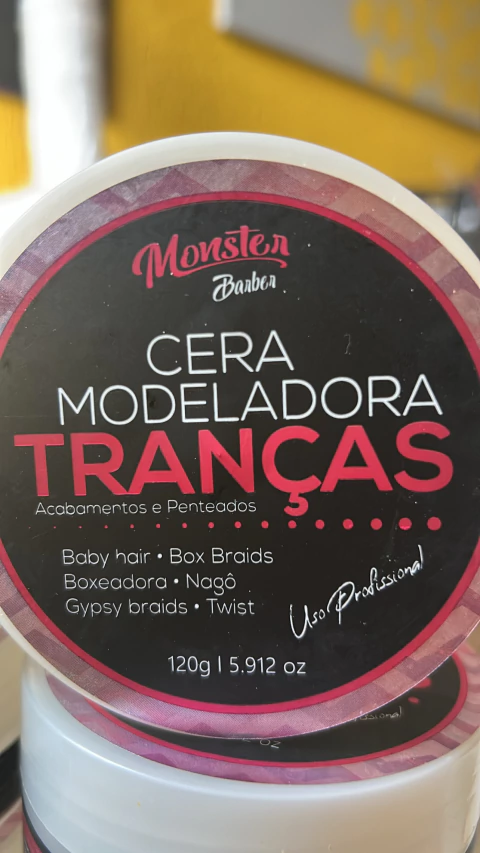 Monster
Barber
CERA
MODELADORA
TRANÇAS
Acabamentos e Penteados
Baby hair • Box Braids
Boxeadora • Nagô
Gypsy braids • Twist
Uso Profissional
120g | 5.912 oz